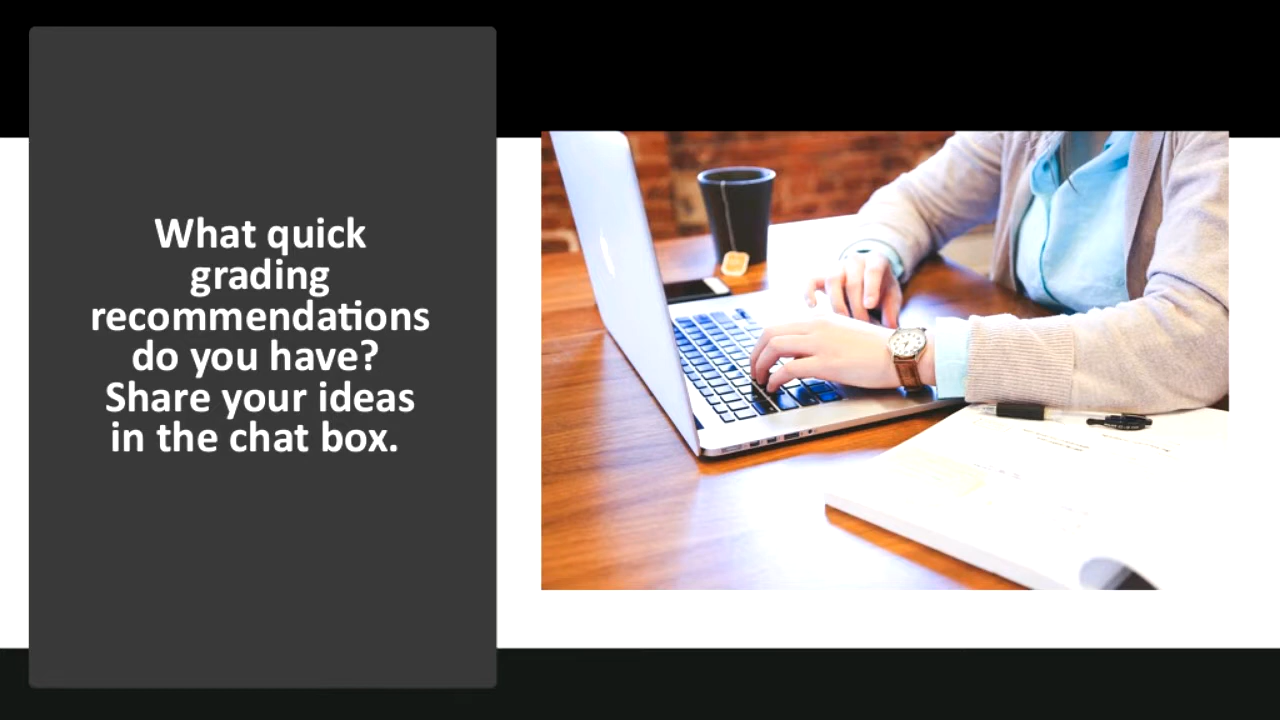 What quick
grading
recommendations
do you have?
Share your ideas
in the chat box.